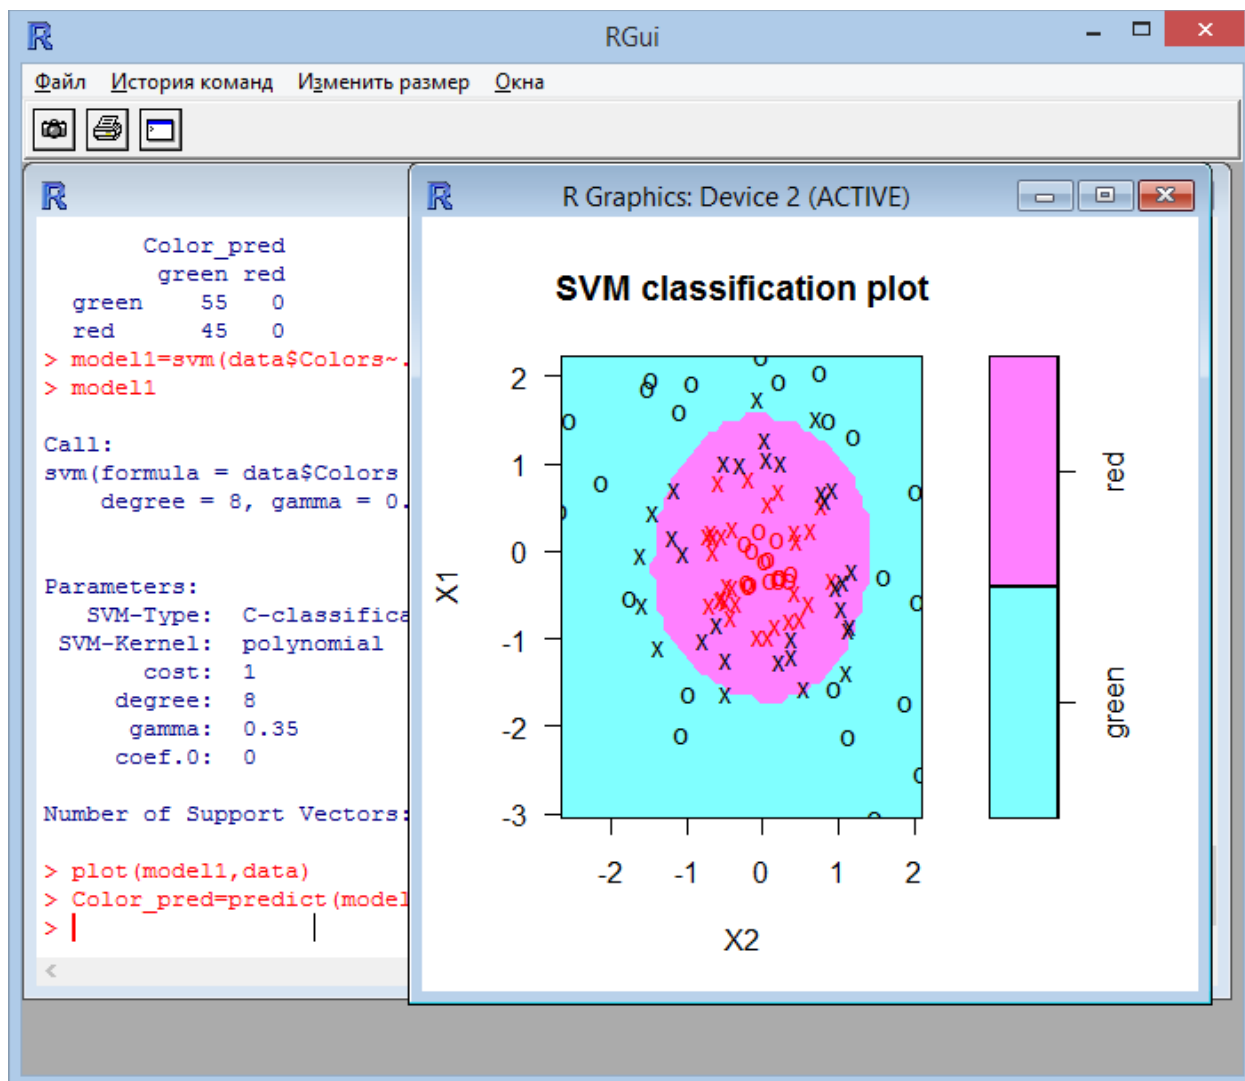 RGui
Файл История команд Изменить размер Окна
Color_pred
green red
green 55 0
red 45 0
> model1=svm(data$Colors~.
> model1
Call:
svm(formula = data$Colors
degree = 8, gamma = 0.
Parameters:
SVM-Type: C-classifica
SVM-Kernel: polynomial
cost: 1
degree: 8
gamma: 0.35
coef.0: 0
Number of Support Vectors:
> plot(model1,data)
> Color_pred=predict(model
>
R Graphics: Device 2 (ACTIVE)
SVM classification plot
X1
2
1
0
-1
-2
-3
-2 -1 0 1 2
X2
red
green